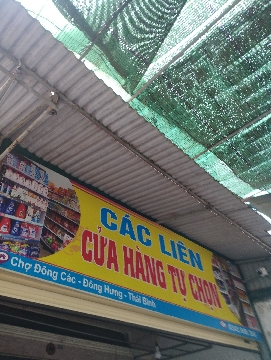 CÁC LIÊN
CỬA HÀNG TỰ CHỌN
Chợ Đông Các - Đông Hưng - Thái Bình